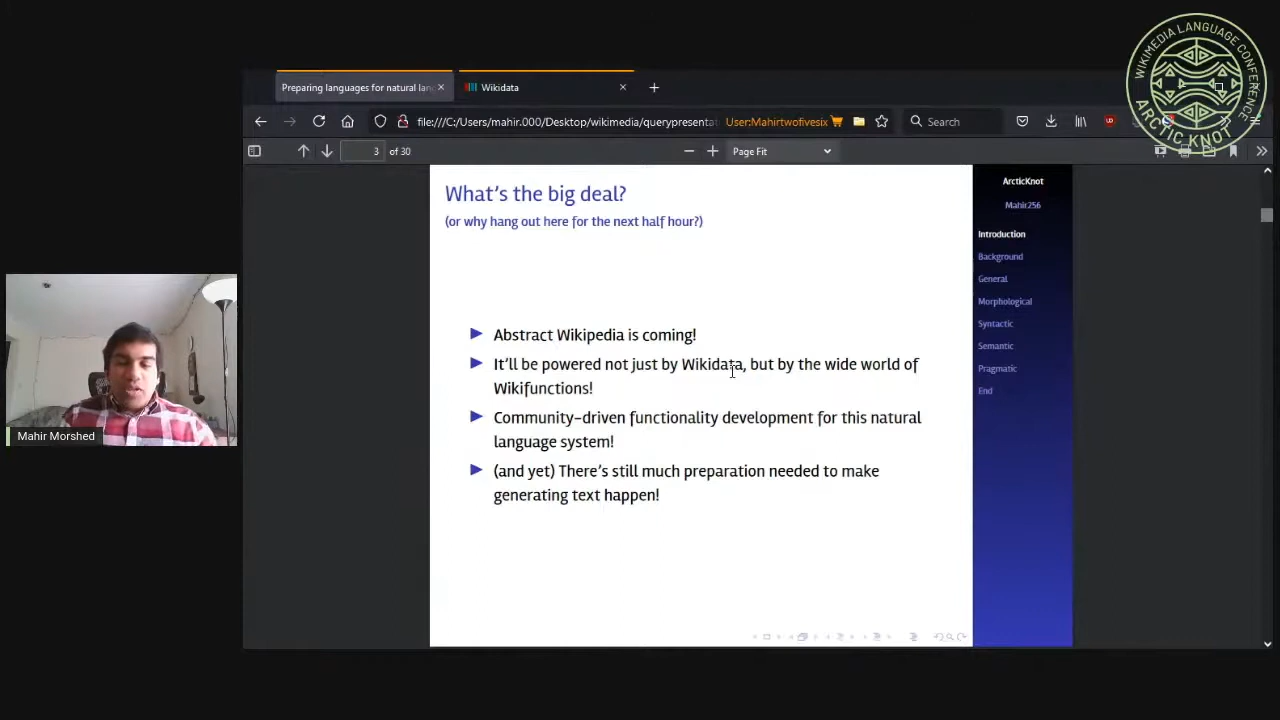 WIKIMEDIA LANGUAGE CONFERENCE
ARCTIC KNOT
Preparing languages for natural lan
Wikidata
file:///C:/Users/mahir.000/Desktop/wikimedia/querypresentat
User:Mahirtwofivesix
Search
3 of 30
Page Fit
What's the big deal?
(or why hang out here for the next half hour?)
Abstract Wikipedia is coming!
It'll be powered not just by Wikidata, but by the wide world of
Wikifunctions!
Community-driven functionality development for this natural
language system!
(and yet) There's still much preparation needed to make
generating text happen!
ArcticKnot
Mahir256
Introduction
Background
General
Morphological
Syntactic
Semantic
Pragmatic
End
Mahir Morshed